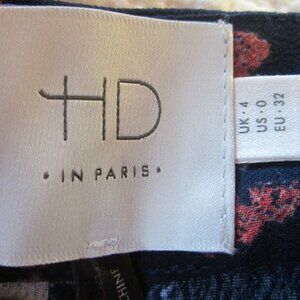 HD
• IN PARIS •
UK • 4
US • 0
EU • 32